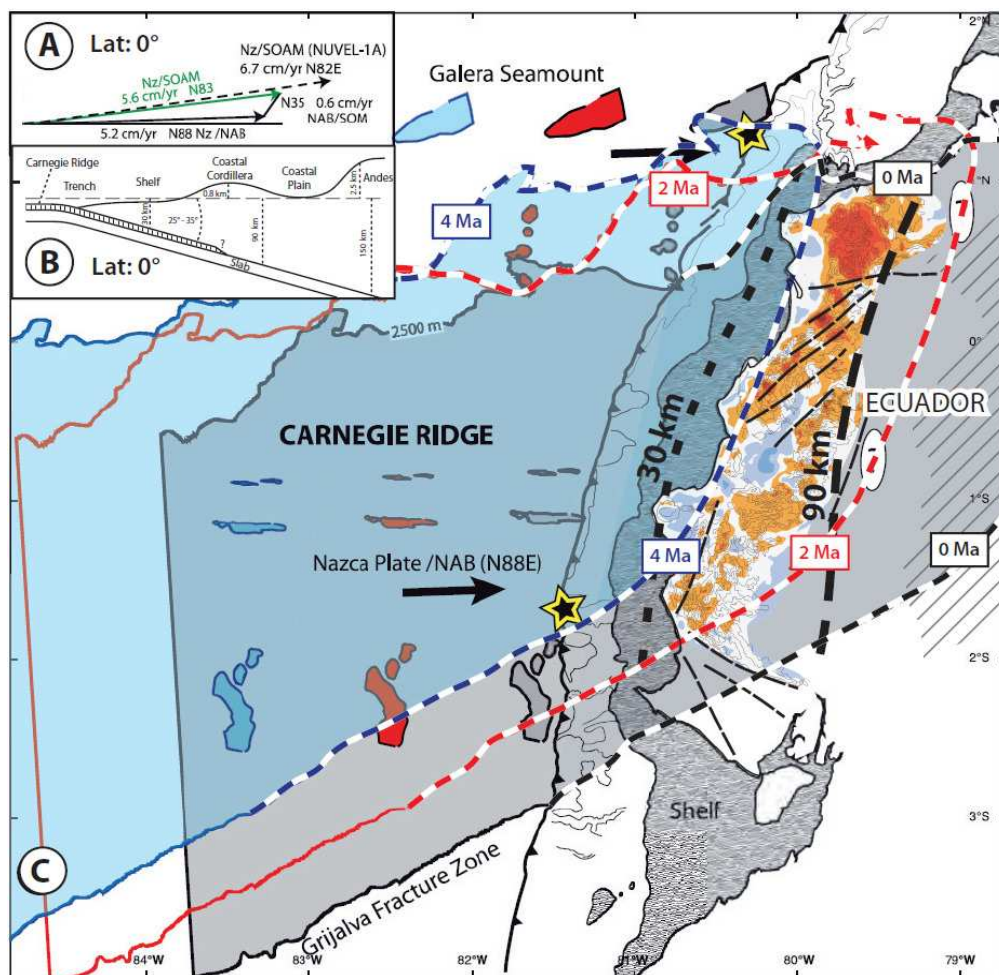 A
Lat: 0°
Nz/SOAM (NUVEL-1A)
6.7 cm/yr N82E
Nz/SOAM
5.6 cm/yr N83
N35
0.6 cm/yr
NAB/SOM
5.2 cm/yr N88 Nz /NAB
Carnegie Ridge
Trench
Shelf
Coastal
Cordillera
Coastal
Plain
Andes
0.8 km
2.5 km
30 km
25° - 35°
90 km
150 km
?
Slab
B
Lat: 0°
Galera Seamount
2°N
4 Ma
2 Ma
0 Ma
°N
2500 m
0°
CARNEGIE RIDGE
30 km
ECUADOR
90 km
1°S
Nazca Plate /NAB (N88E)
4 Ma
2 Ma
0 Ma
2°S
Shelf
3°S
C
Grijalva Fracture Zone
84°W
83°W
82°W
81°W
80°W
79°W